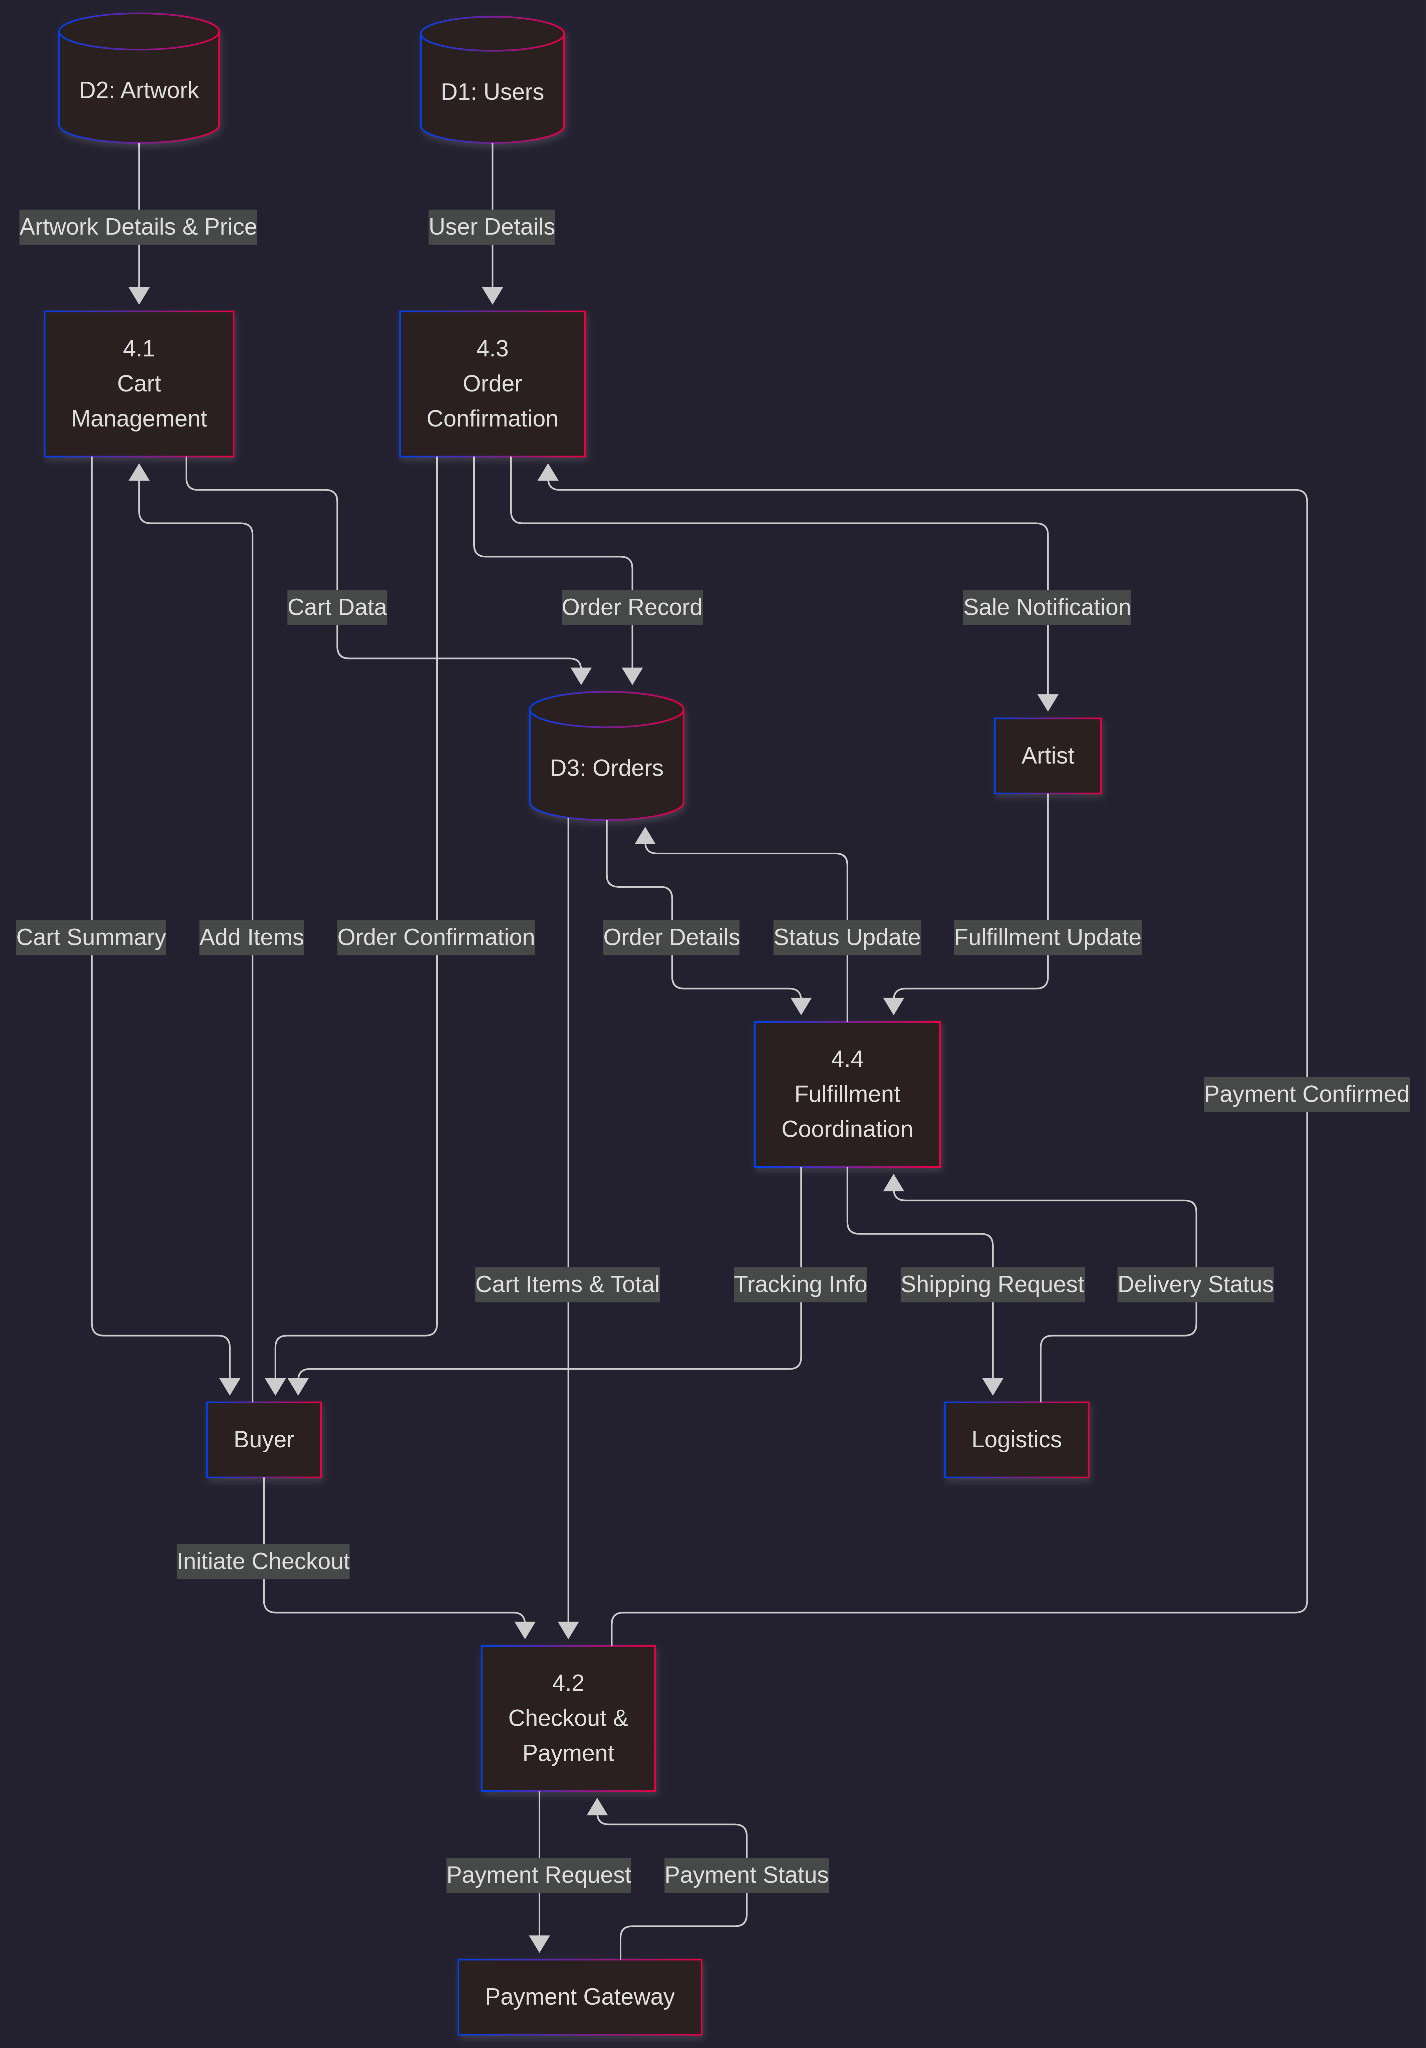 D2: Artwork
D1: Users
Artwork Details & Price
User Details
4.1
Cart
Management
4.3
Order
Confirmation
Cart Data
Order Record
Sale Notification
D3: Orders
Artist
Cart Summary
Add Items
Order Confirmation
Order Details
Status Update
Fulfillment Update
4.4
Fulfillment
Coordination
Payment Confirmed
Cart Items & Total
Tracking Info
Shipping Request
Delivery Status
Buyer
Logistics
Initiate Checkout
4.2
Checkout &
Payment
Payment Request
Payment Status
Payment Gateway